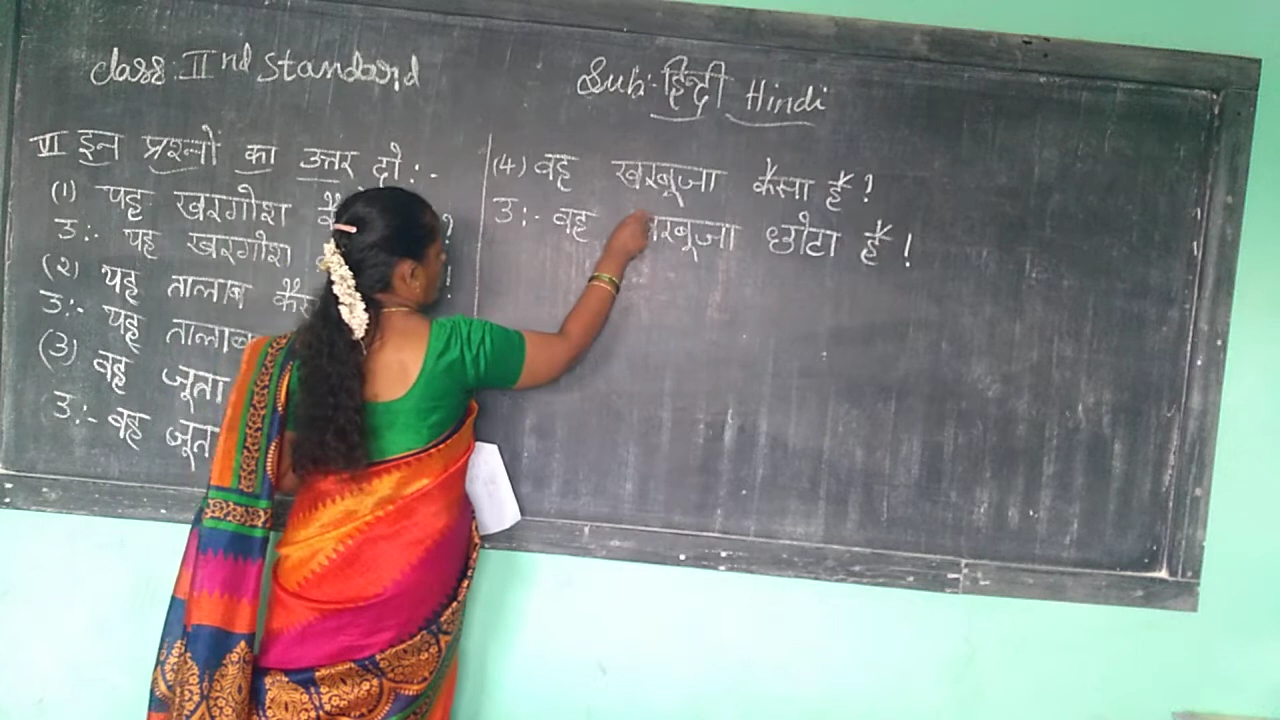 Class: IInd Standard
Sub:- हिन्दी Hindi
VI इन प्रश्नों का उत्तर दो:-
(1) यह खरगोश ?
उ:- यह खरगोश !
(2) यह तालाब
उ:- यह तालाब
(3) वह जूता
उ:- वह
(4) वह खरबूजा कैसा है?
उ:- वह खरबूजा छोटा है!